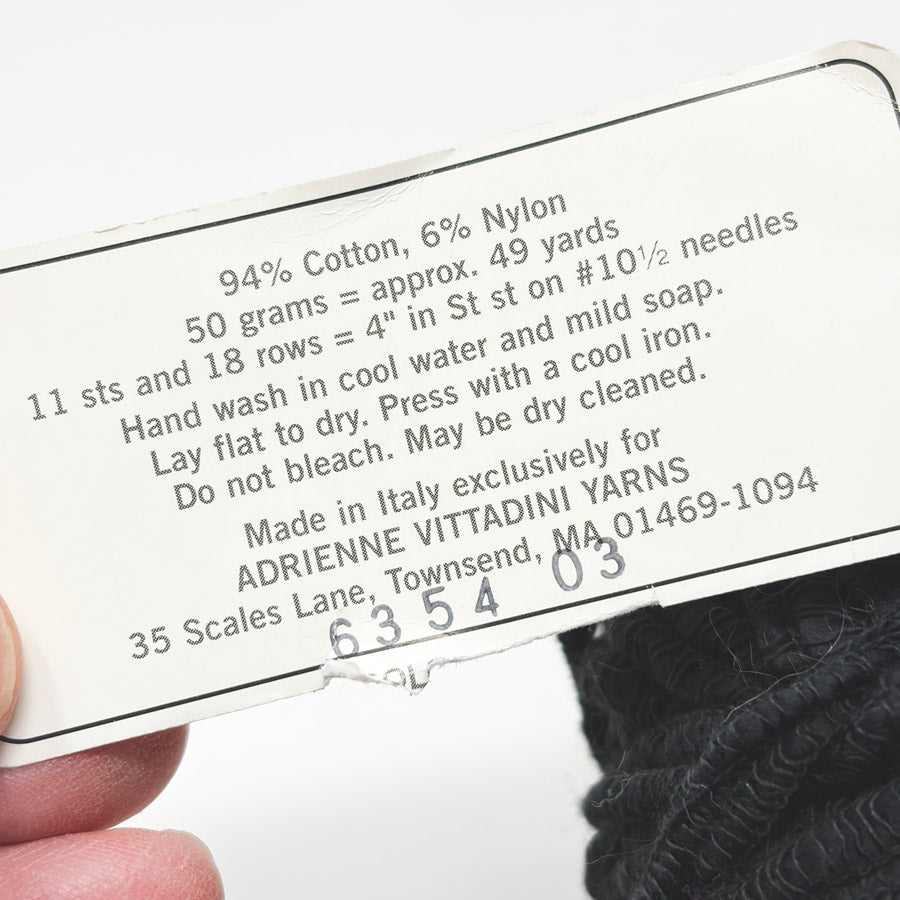 94% Cotton, 6% Nylon
50 grams = approx. 49 yards
11 sts and 18 rows = 4" in St st on #10½ needles
Hand wash in cool water and mild soap.
Lay flat to dry. Press with a cool iron.
Do not bleach. May be dry cleaned.
Made in Italy exclusively for
ADRIENNE VITTADINI YARNS
35 Scales Lane, Townsend, MA 01469-1094
6354 03